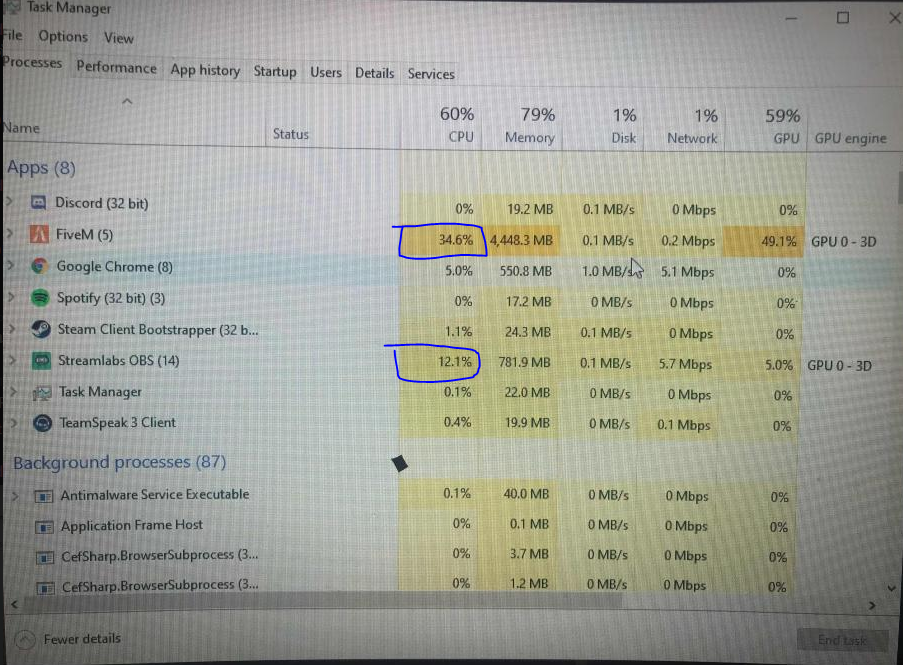 Task Manager
File Options View
Processes Performance App history Startup Users Details Services
60% 79% 1% 1% 59%
Name Status CPU Memory Disk Network GPU GPU engine
Apps (8)
Discord (32 bit) 0% 19.2 MB 0.1 MB/s 0 Mbps 0%
FiveM (5) 34.6% 4,448.3 MB 0.1 MB/s 0.2 Mbps 49.1% GPU 0 - 3D
Google Chrome (8) 5.0% 550.8 MB 1.0 MB/s 5.1 Mbps 0%
Spotify (32 bit) (3) 0% 17.2 MB 0 MB/s 0 Mbps 0%
Steam Client Bootstrapper (32 b... 1.1% 24.3 MB 0.1 MB/s 0 Mbps 0%
Streamlabs OBS (14) 12.1% 781.9 MB 0.1 MB/s 5.7 Mbps 5.0% GPU 0 - 3D
Task Manager 0.1% 22.0 MB 0 MB/s 0 Mbps 0%
TeamSpeak 3 Client 0.4% 19.9 MB 0 MB/s 0.1 Mbps 0%
Background processes (87)
Antimalware Service Executable 0.1% 40.0 MB 0 MB/s 0 Mbps 0%
Application Frame Host 0% 0.1 MB 0 MB/s 0 Mbps 0%
CefSharp.BrowserSubprocess (3... 0% 3.7 MB 0 MB/s 0 Mbps 0%
CefSharp.BrowserSubprocess (3... 0% 1.2 MB 0 MB/s 0 Mbps 0%
Fewer details End task